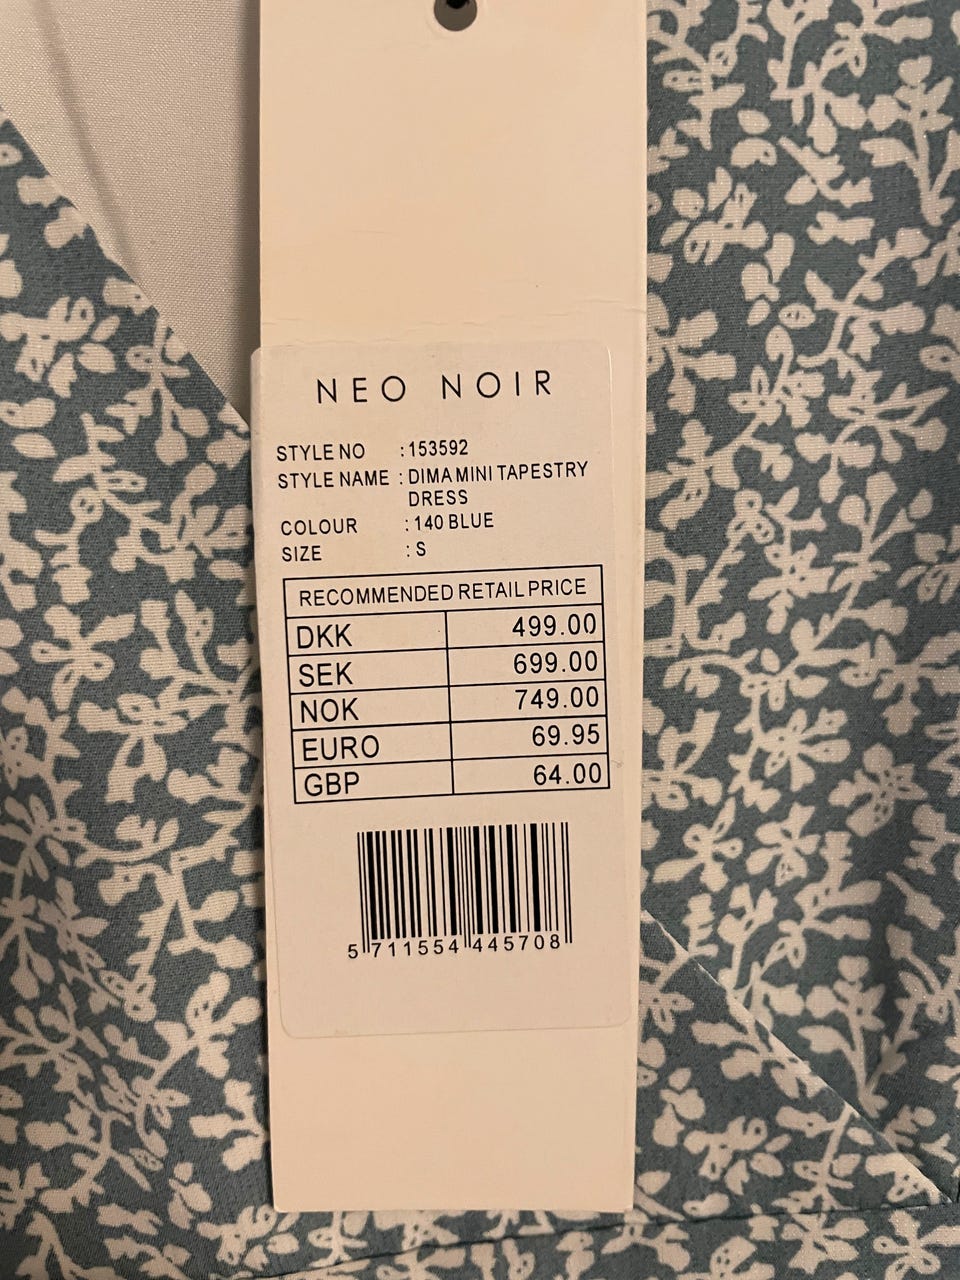 NEO NOIR
STYLE NO : 153592
STYLE NAME : DIMA MINI TAPESTRY
DRESS
COLOUR : 140 BLUE
SIZE : S
RECOMMENDED RETAIL PRICE
DKK 499.00
SEK 699.00
NOK 749.00
EURO 69.95
GBP 64.00
5 711554 445708